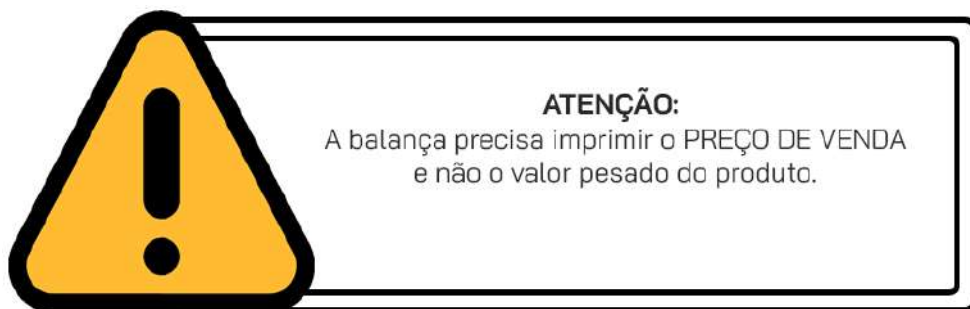 ATENÇÃO:
A balança precisa imprimir o PREÇO DE VENDA
e não o valor pesado do produto.